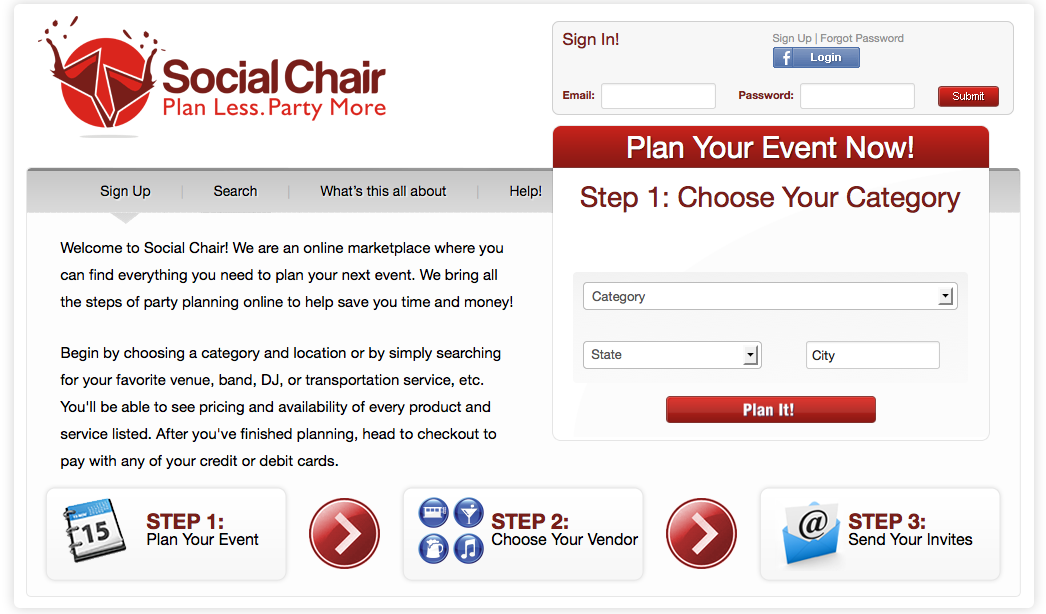 Social Chair
Plan Less. Party More
Sign In!
Sign Up | Forgot Password
f Login
Email:
Password:
Submit
Plan Your Event Now!
Sign Up
Search
What's this all about
Help!
Step 1: Choose Your Category
Category
State
City
Plan It!
Welcome to Social Chair! We are an online marketplace where you
can find everything you need to plan your next event. We bring all
the steps of party planning online to help save you time and money!
Begin by choosing a category and location or by simply searching
for your favorite venue, band, DJ, or transportation service, etc.
You'll be able to see pricing and availability of every product and
service listed. After you've finished planning, head to checkout to
pay with any of your credit or debit cards.
15
STEP 1:
Plan Your Event
STEP 2:
Choose Your Vendor
@
STEP 3:
Send Your Invites